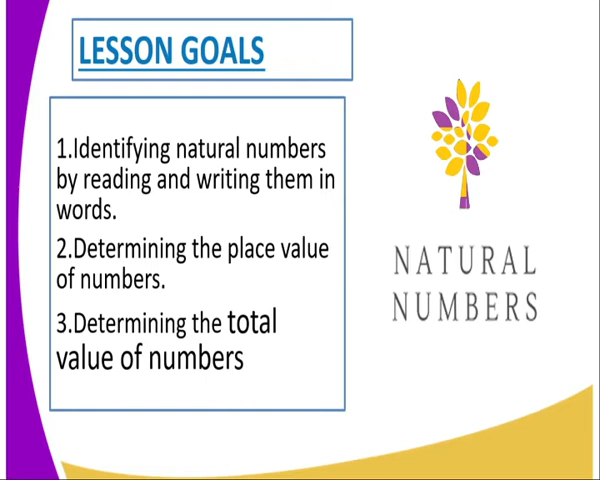 LESSON GOALS
1.Identifying natural numbers
by reading and writing them in
words.
2.Determining the place value
of numbers.
3.Determining the total
value of numbers
NATURAL
NUMBERS